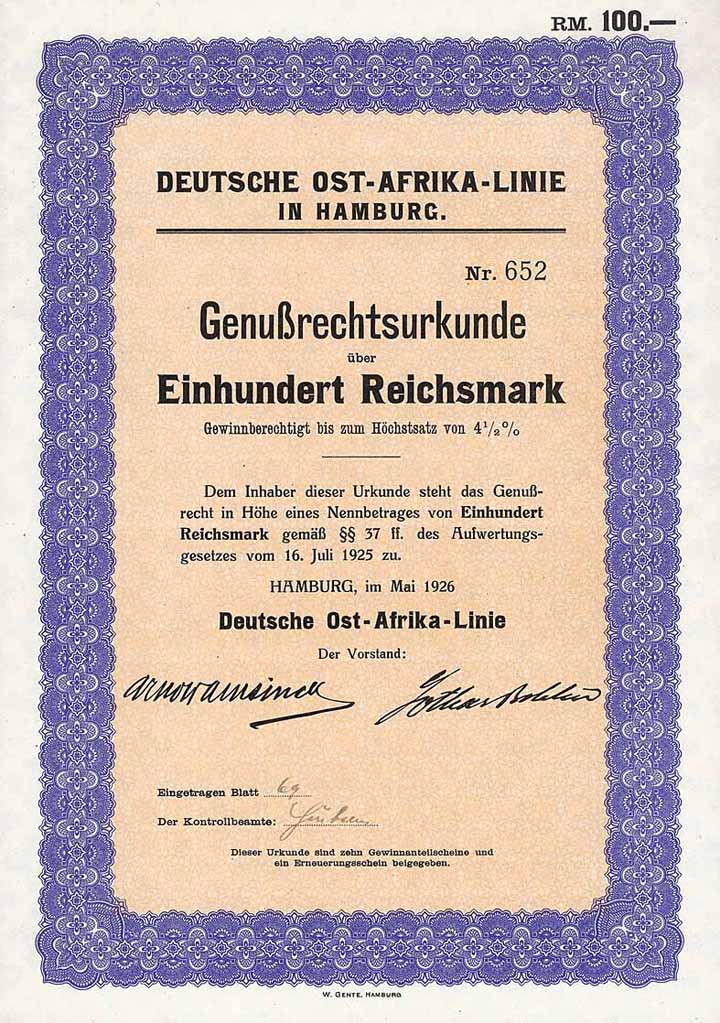 RM. 100.—
DEUTSCHE OST-AFRIKA-LINIE
IN HAMBURG.
Nr. 652
Genußrechtsurkunde
über
Einhundert Reichsmark
Gewinnberechtigt bis zum Höchstsatz von 4¹/₂%
Dem Inhaber dieser Urkunde steht das Genuß-
recht in Höhe eines Nennbetrages von Einhundert
Reichsmark gemäß §§ 37 ff. des Aufwertungs-
gesetzes vom 16. Juli 1925 zu.
HAMBURG, im Mai 1926
Deutsche Ost-Afrika-Linie
Der Vorstand:
Arnold Amsinck
Eingetragen Blatt 69
Der Kontrollbeamte:
Dieser Urkunde sind zehn Gewinnanteilscheine und
ein Erneuerungsschein beigegeben.
W. GENTE, HAMBURG